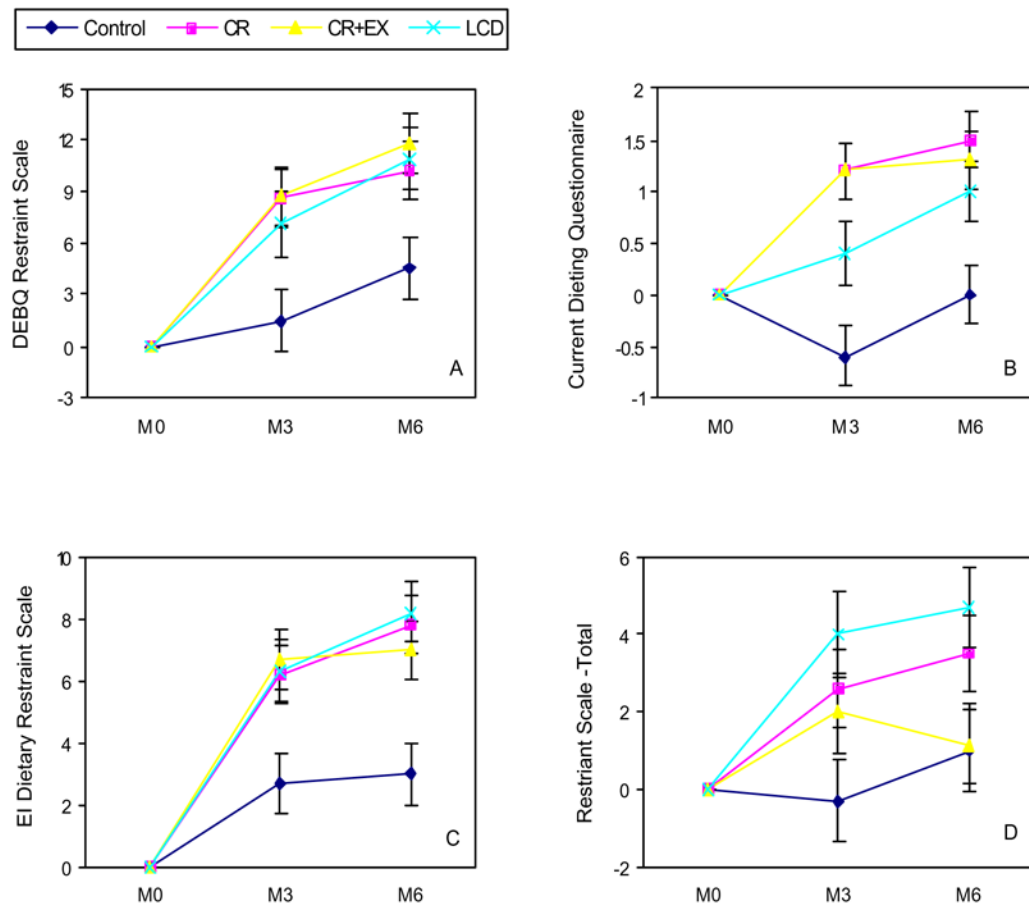 Control CR CR+EX LCD
DEBQ Restraint Scale
15
12
9
6
3
0
-3
A
M0 M3 M6
Current Dieting Questionnaire
2
1.5
1
0.5
0
-0.5
-1
B
M0 M3 M6
EI Dietary Restraint Scale
10
8
6
4
2
0
C
M0 M3 M6
Restriant Scale -Total
6
4
2
0
-2
D
M0 M3 M6